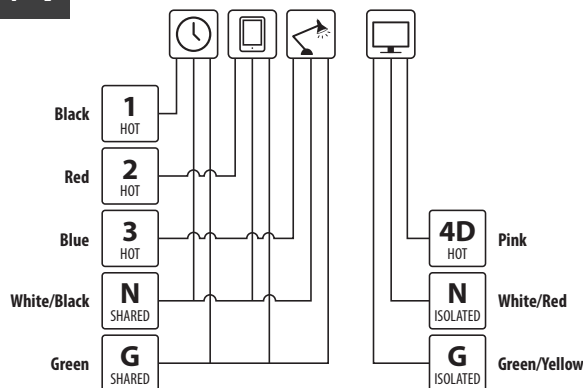 Black
1
HOT
Red
2
HOT
Blue
3
HOT
White/Black
N
SHARED
Green
G
SHARED
4D
HOT
Pink
N
ISOLATED
White/Red
G
ISOLATED
Green/Yellow